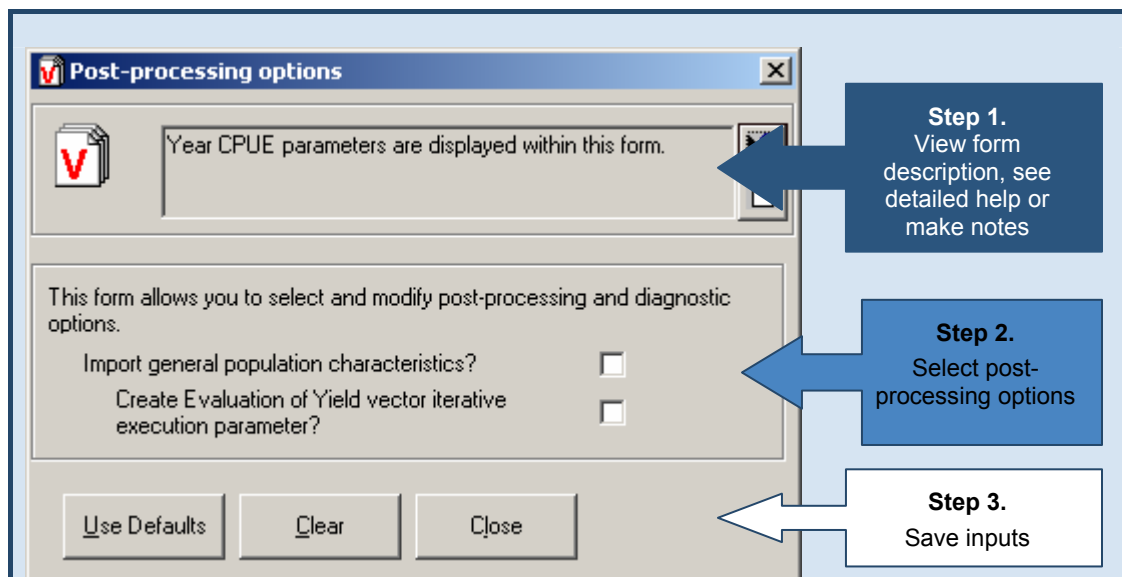 Post-processing options
Year CPUE parameters are displayed within this form.
Step 1.
View form
description, see
detailed help or
make notes
This form allows you to select and modify post-processing and diagnostic
options.
Import general population characteristics?
Create Evaluation of Yield vector iterative
execution parameter?
Step 2.
Select post-
processing options
Use Defaults
Clear
Close
Step 3.
Save inputs